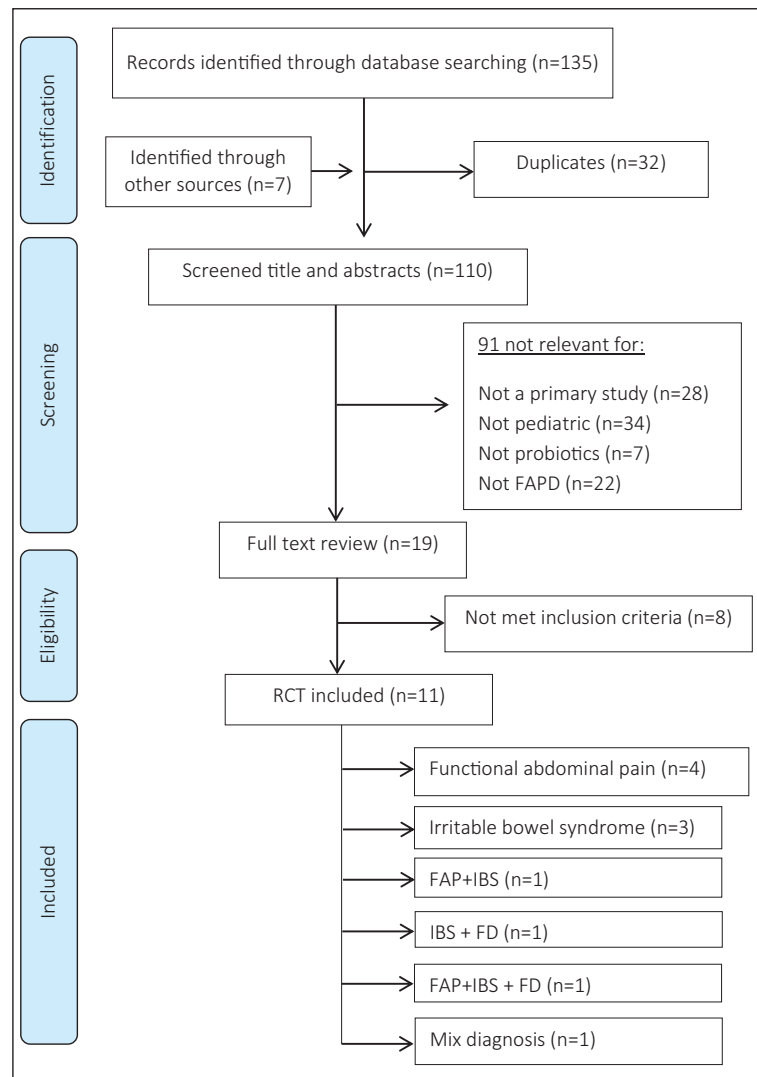 Identification
Records identified through database searching (n=135)
Identified through
other sources (n=7)
Duplicates (n=32)
Screening
Screened title and abstracts (n=110)
91 not relevant for:
Not a primary study (n=28)
Not pediatric (n=34)
Not probiotics (n=7)
Not FAPD (n=22)
Eligibility
Full text review (n=19)
Not met inclusion criteria (n=8)
RCT included (n=11)
Included
Functional abdominal pain (n=4)
Irritable bowel syndrome (n=3)
FAP+IBS (n=1)
IBS + FD (n=1)
FAP+IBS + FD (n=1)
Mix diagnosis (n=1)